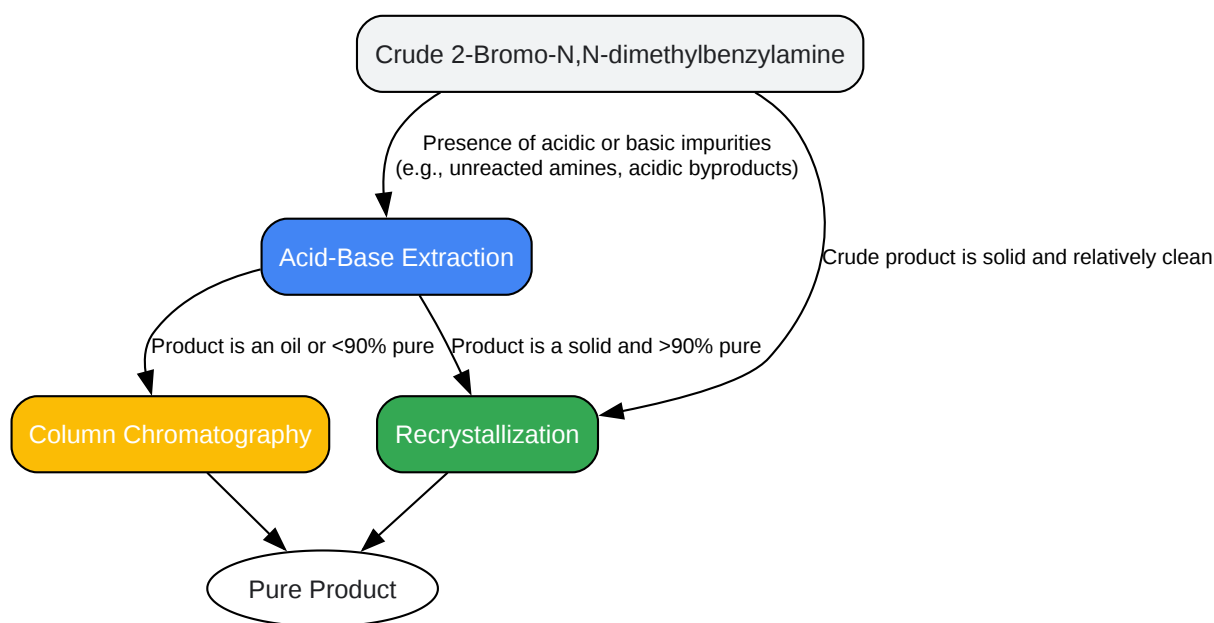 Crude 2-Bromo-N,N-dimethylbenzylamine
Presence of acidic or basic impurities
(e.g., unreacted amines, acidic byproducts)
Acid-Base Extraction
Crude product is solid and relatively clean
Product is an oil or <90% pure
Product is a solid and >90% pure
Column Chromatography
Recrystallization
Pure Product